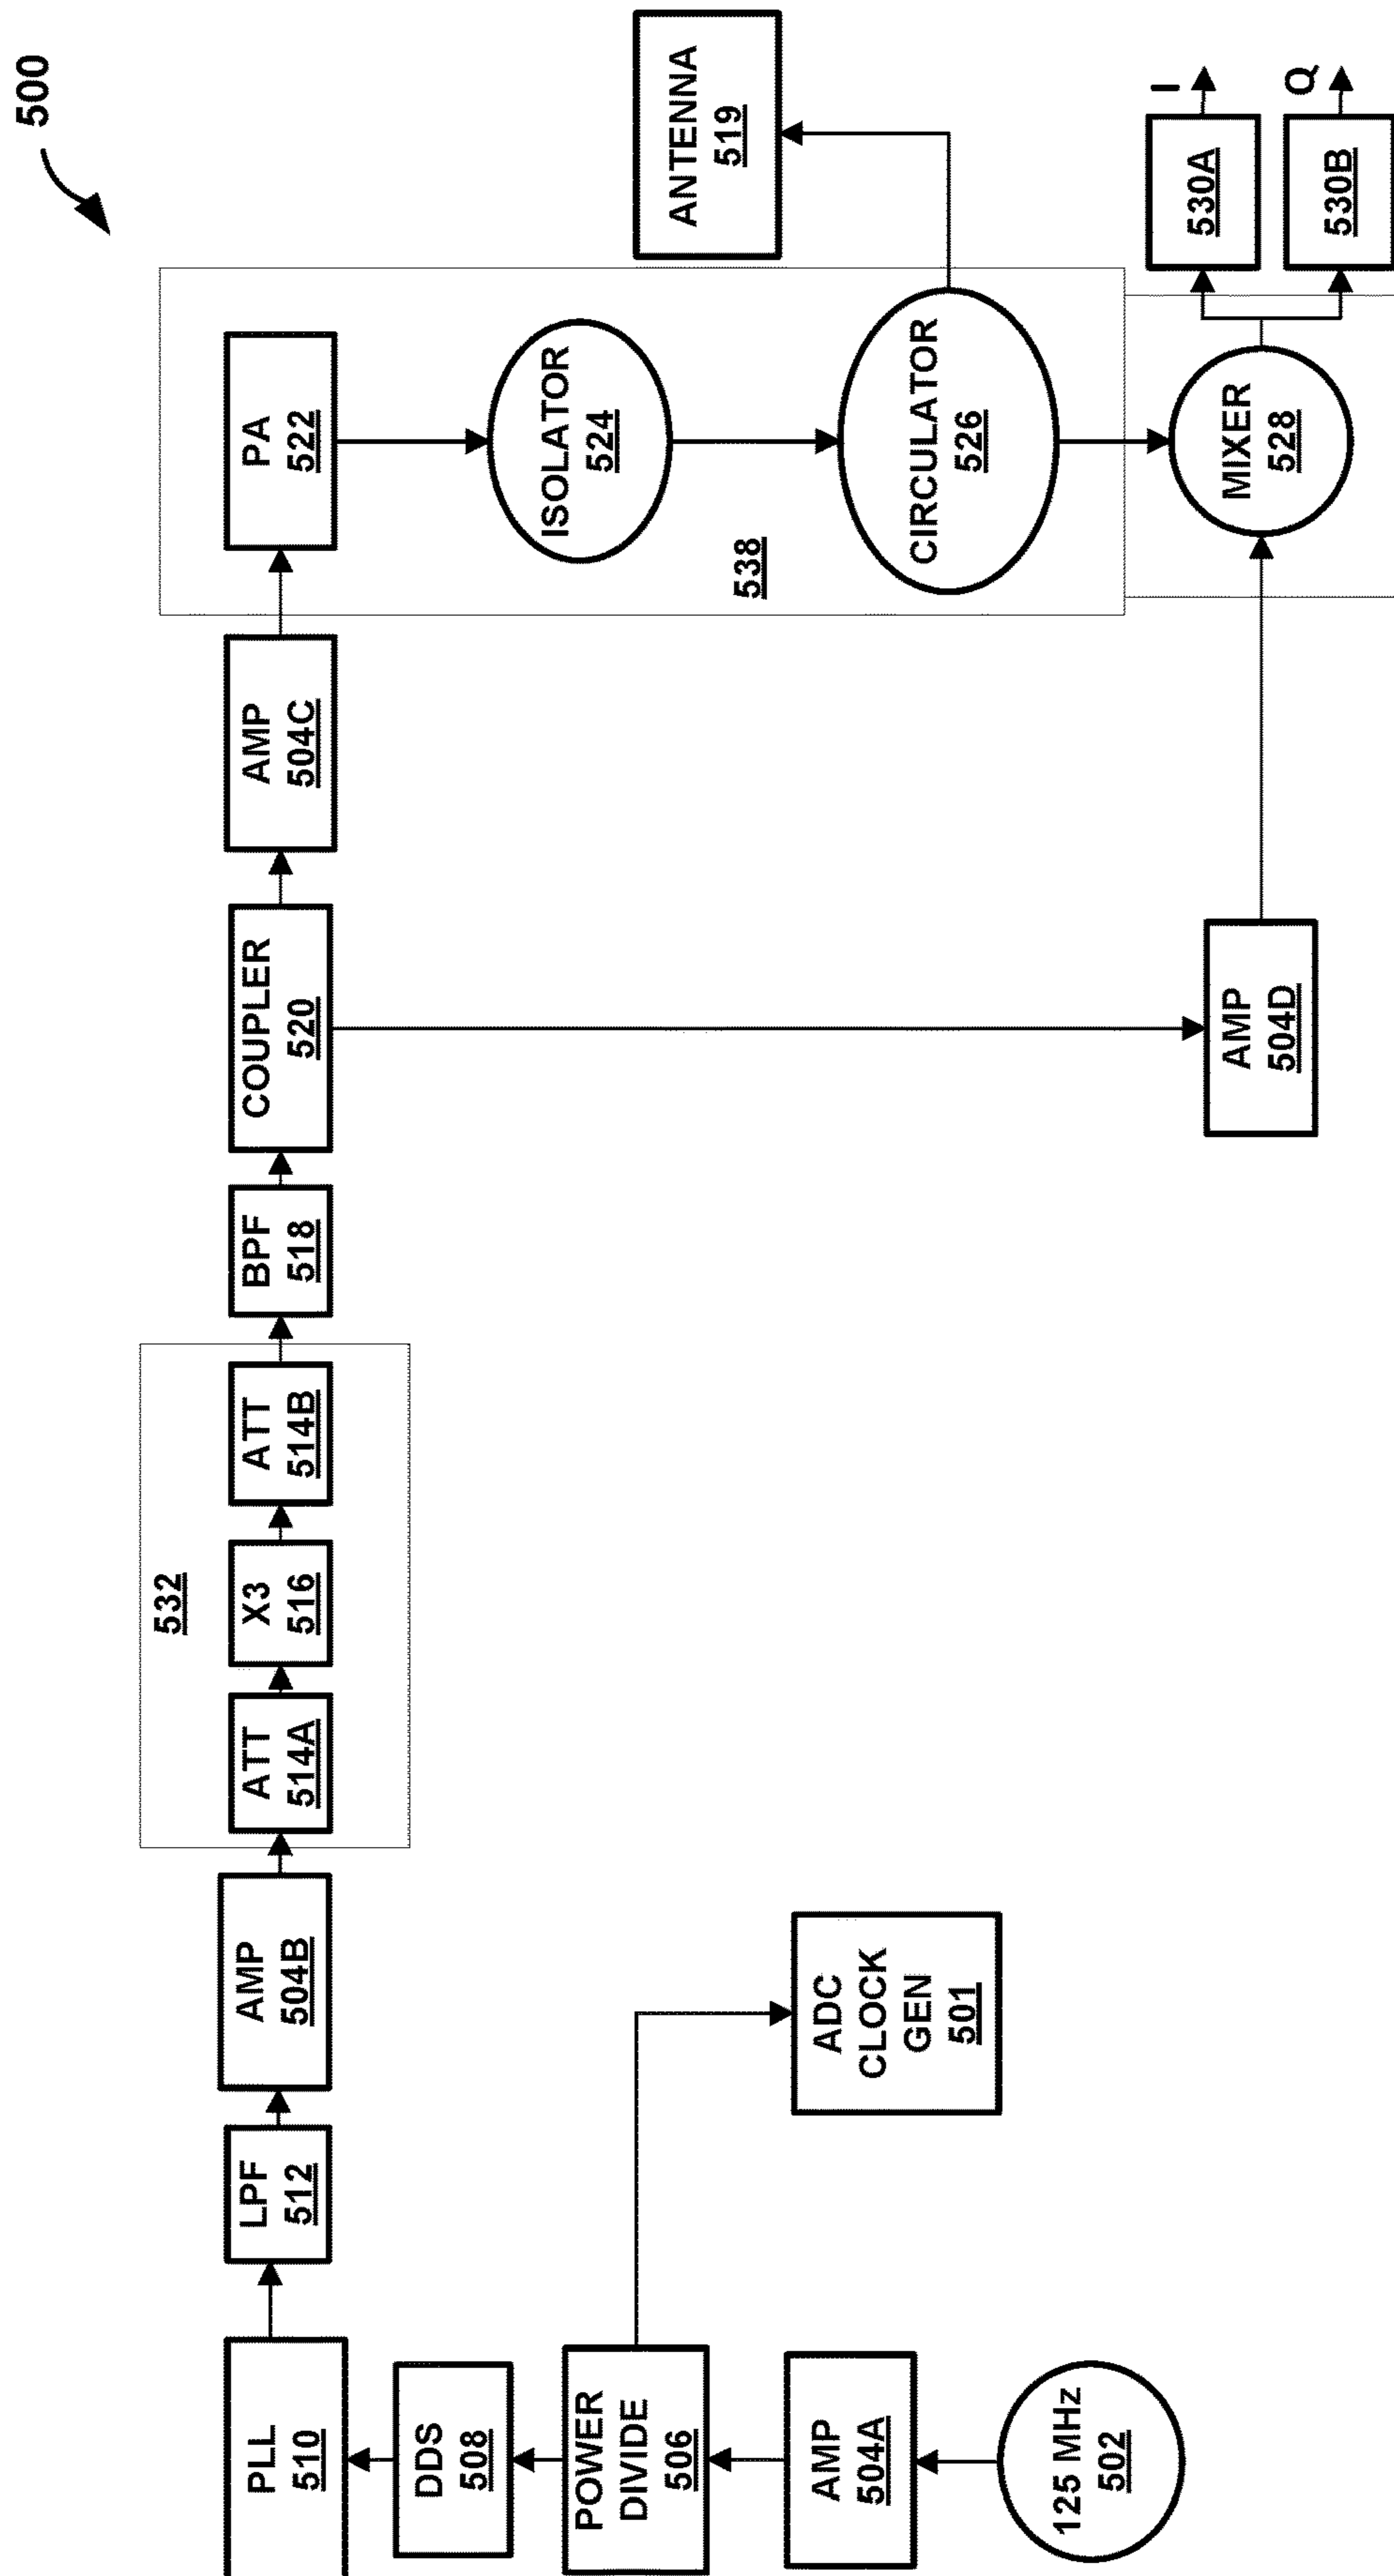 500
PLL
510
LPF
512
AMP
504B
532
ATT
514A
X3
516
ATT
514B
BPF
518
COUPLER
520
AMP
504C
PA
522
DDS
508
ISOLATOR
524
POWER
DIVIDE
506
ANTENNA
519
538
AMP
504A
ADC
CLOCK
GEN
501
CIRCULATOR
526
125 MHz
502
AMP
504D
MIXER
528
530A
I
530B
Q